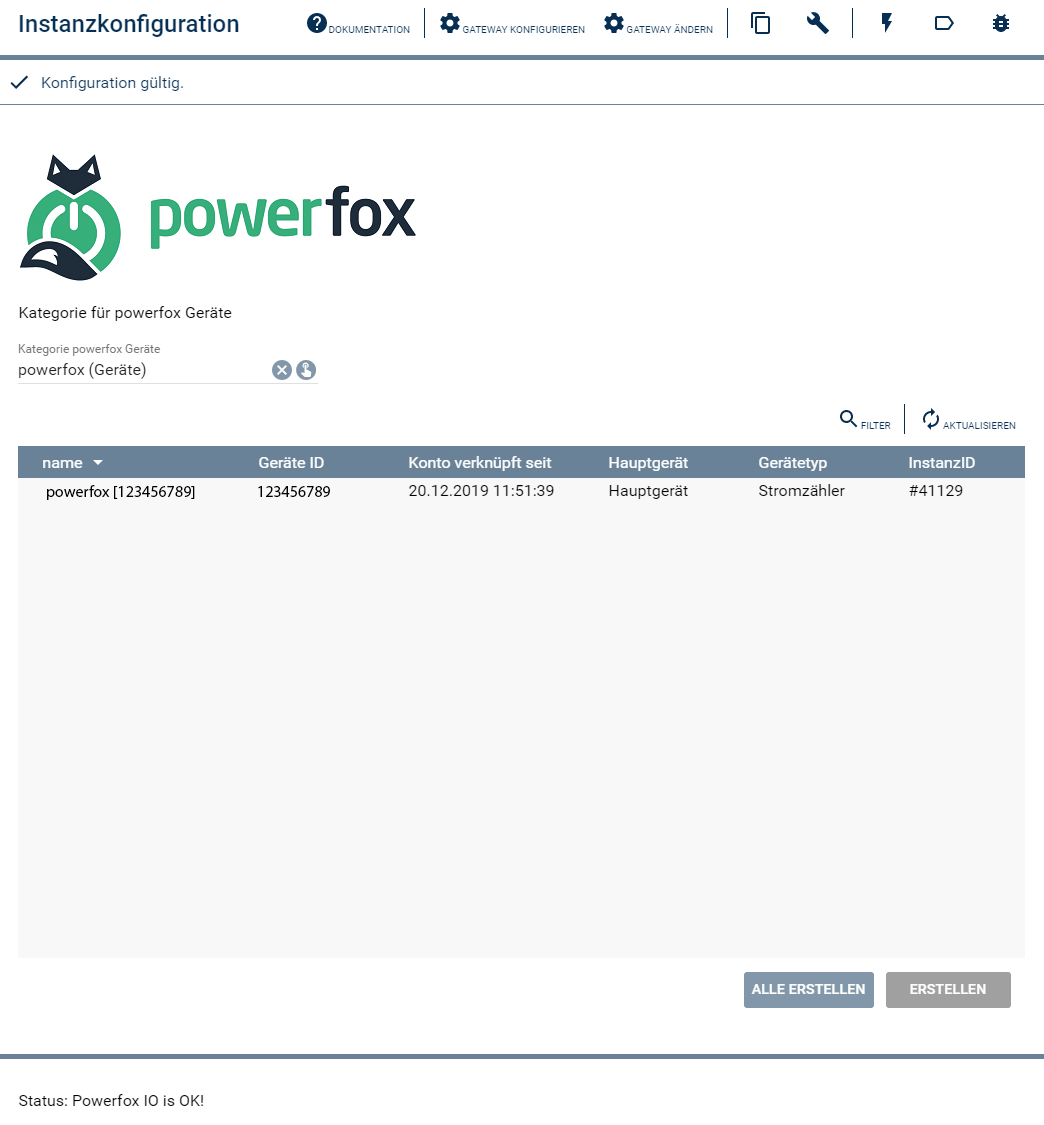 Instanzkonfiguration DOKUMENTATION GATEWAY KONFIGURIEREN GATEWAY ÄNDERN
Konfiguration gültig.
powerfox
Kategorie für powerfox Geräte
Kategorie powerfox Geräte
powerfox (Geräte)
FILTER AKTUALISIEREN
name Geräte ID Konto verknüpft seit Hauptgerät Gerätetyp InstanzID
powerfox [123456789] 123456789 20.12.2019 11:51:39 Hauptgerät Stromzähler #41129
ALLE ERSTELLEN ERSTELLEN
Status: Powerfox IO is OK!